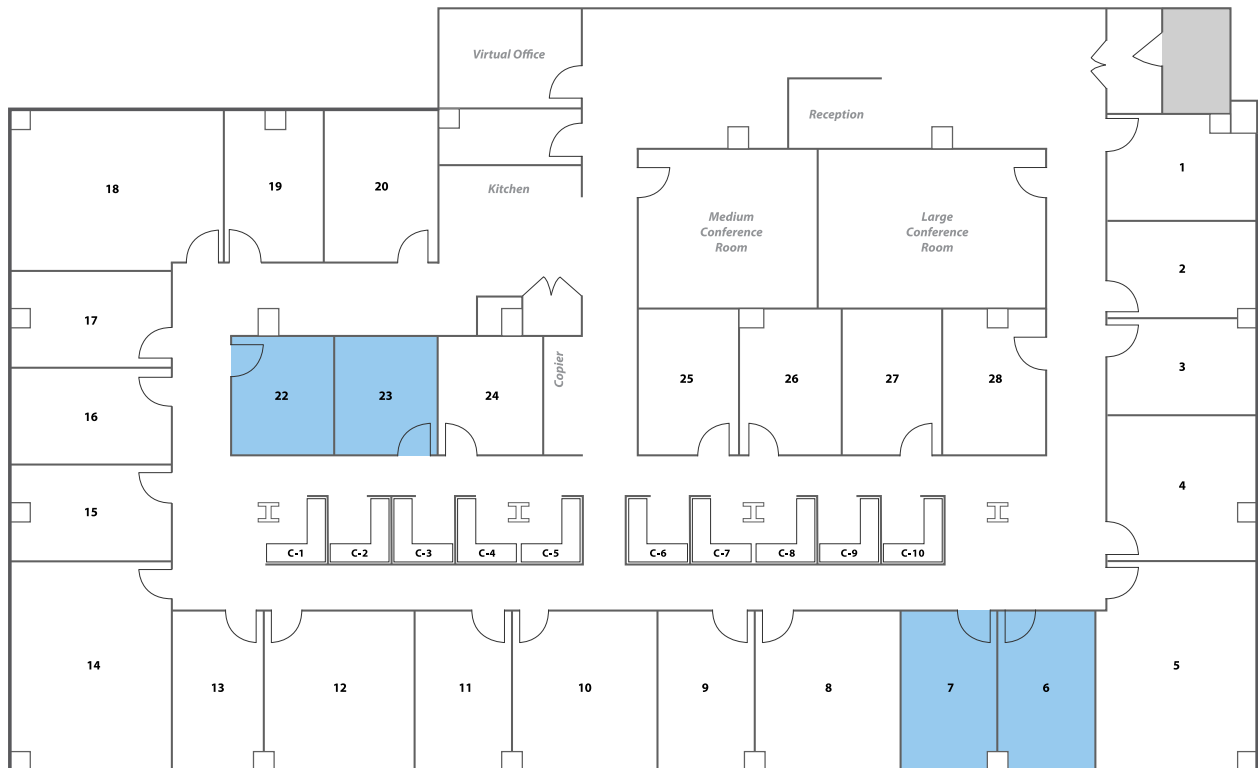 Virtual Office
Reception
Kitchen
1
18
19
20
Medium
Conference
Room
Large
Conference
Room
2
17
3
Copier
22
23
24
25
26
27
28
16
4
15
C-1
C-2
C-3
C-4
C-5
C-6
C-7
C-8
C-9
C-10
14
5
13
12
11
10
9
8
7
6